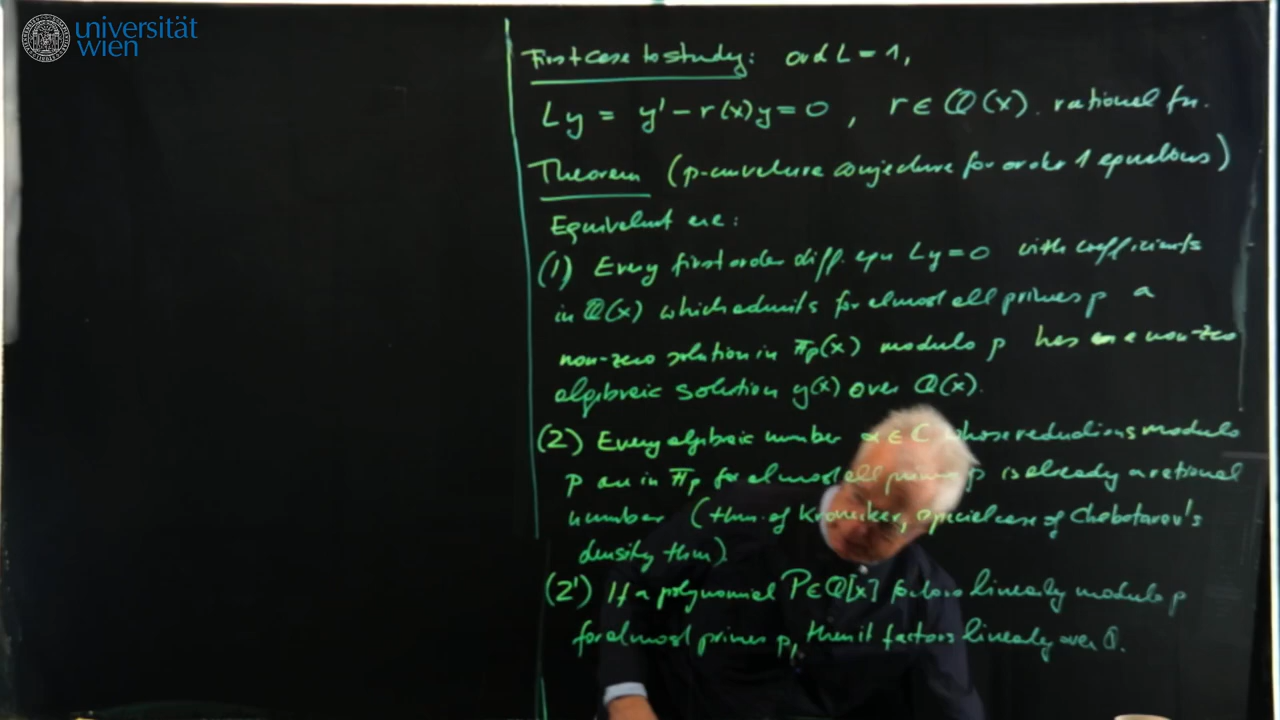 universität
wien
First case to study: ord L = 1,
Ly = y' - r(x)y = 0, r ∈ Q(x). rational fn.
Theorem (p-curvature conjecture for order 1 equations)
Equivalent are:
(1) Every first order diff. equ Ly=0 with coefficients
in Q(x) which admits for almost all primes p a
non-zero solution in 𝔽p(x) modulo p has a non-zero
algebraic solution y(x) over Q(x).
(2) Every algebraic number α ∈ C whose reductions modulo
p are in 𝔽p for almost all primes p is already a rational
number (thm. of Kronecker, special case of Chebotarov's
density thm).
(2') If a polynomial P∈Q[x] factors linearly modulo p
for almost primes p, then it factors linearly over Q.